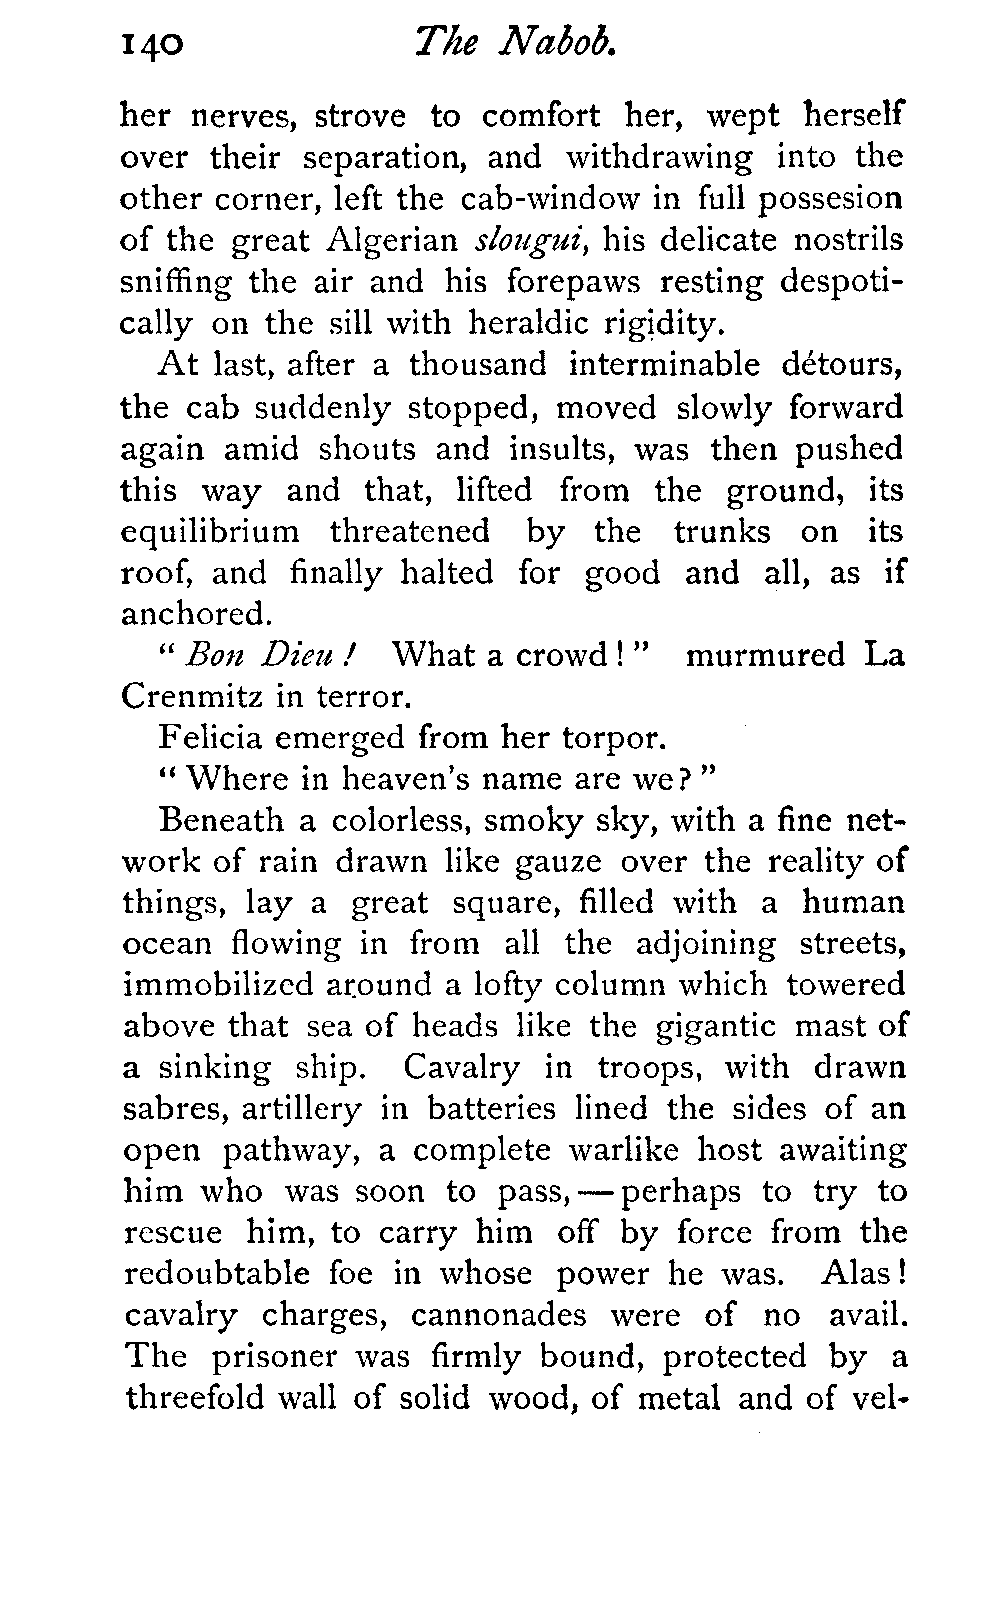 140 The Nabob.
her nerves, strove to comfort her, wept herself
over their separation, and withdrawing into the
other corner, left the cab-window in full possesion
of the great Algerian slougui, his delicate nostrils
sniffing the air and his forepaws resting despoti-
cally on the sill with heraldic rigidity.
At last, after a thousand interminable détours,
the cab suddenly stopped, moved slowly forward
again amid shouts and insults, was then pushed
this way and that, lifted from the ground, its
equilibrium threatened by the trunks on its
roof, and finally halted for good and all, as if
anchored.
" Bon Dieu ! What a crowd ! " murmured La
Crenmitz in terror.
Felicia emerged from her torpor.
" Where in heaven's name are we? "
Beneath a colorless, smoky sky, with a fine net-
work of rain drawn like gauze over the reality of
things, lay a great square, filled with a human
ocean flowing in from all the adjoining streets,
immobilized around a lofty column which towered
above that sea of heads like the gigantic mast of
a sinking ship. Cavalry in troops, with drawn
sabres, artillery in batteries lined the sides of an
open pathway, a complete warlike host awaiting
him who was soon to pass, — perhaps to try to
rescue him, to carry him off by force from the
redoubtable foe in whose power he was. Alas !
cavalry charges, cannonades were of no avail.
The prisoner was firmly bound, protected by a
threefold wall of solid wood, of metal and of vel-